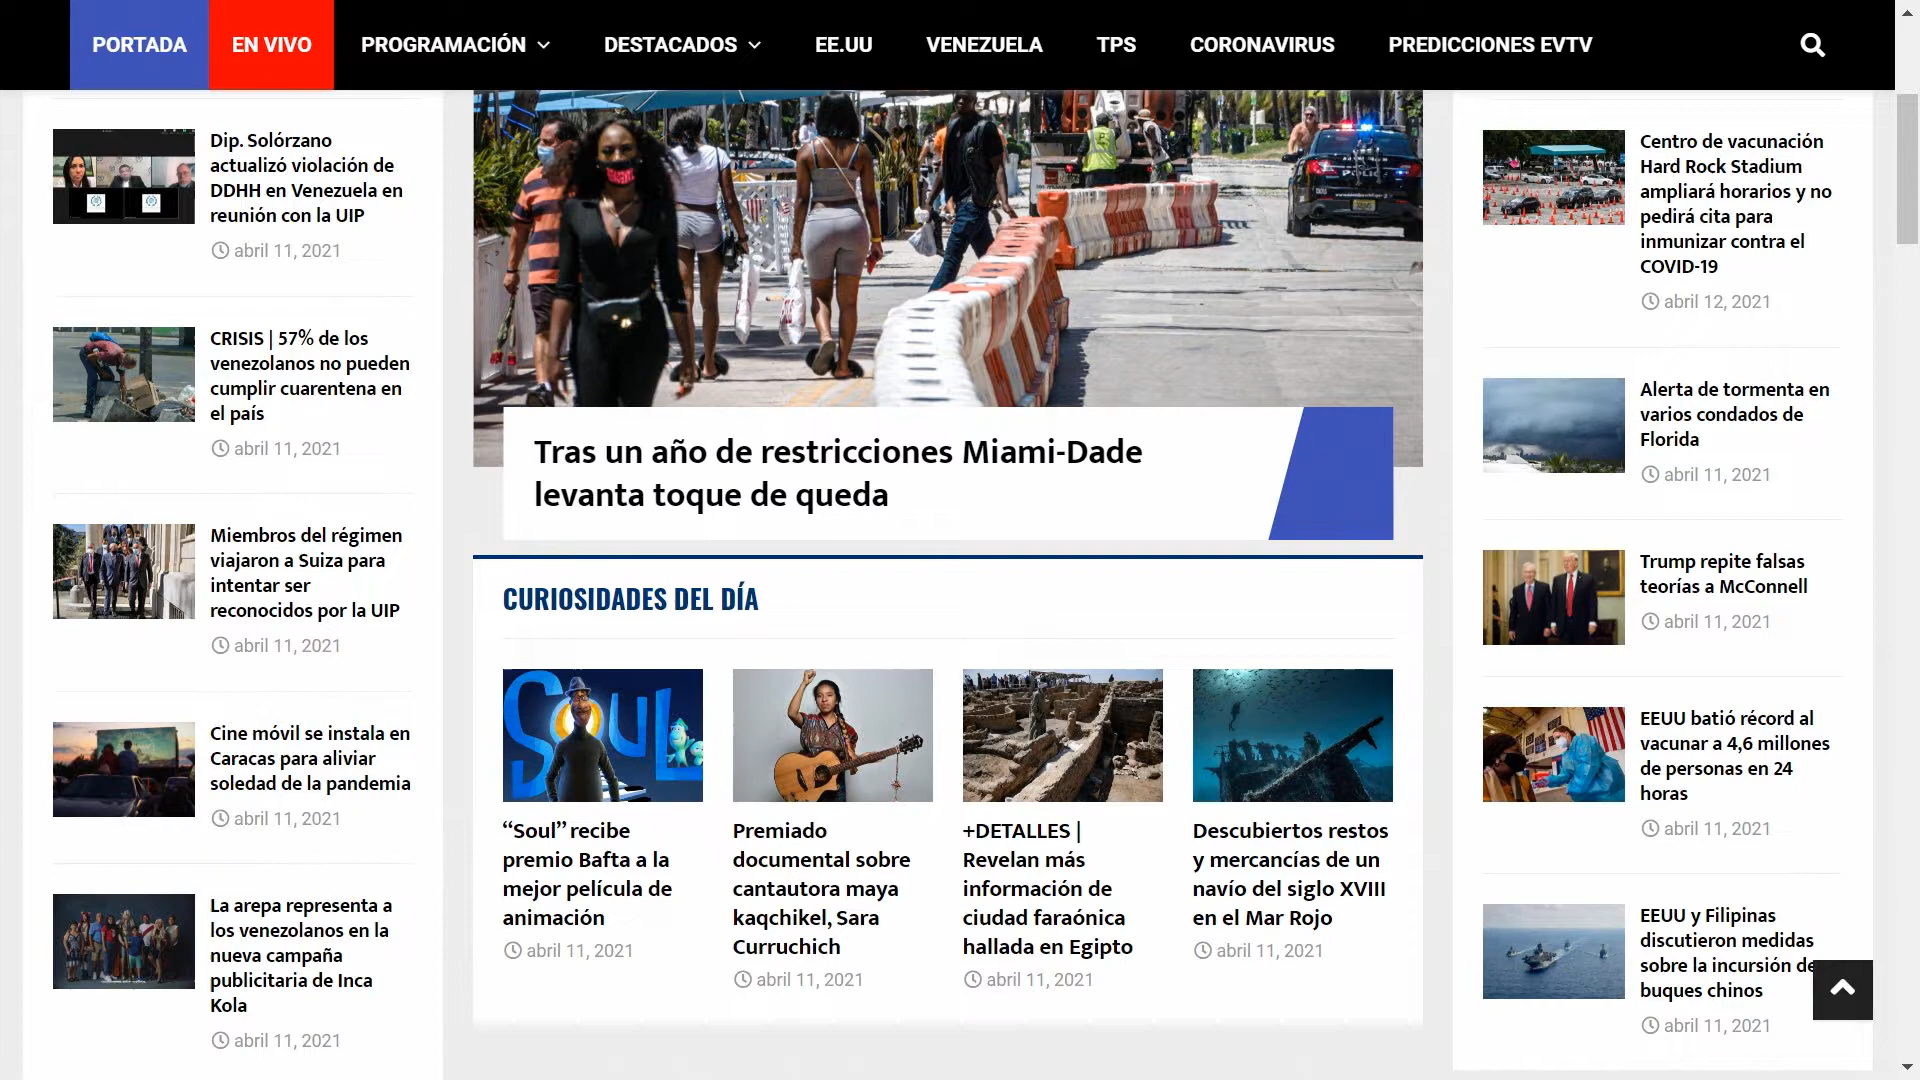 PORTADA
EN VIVO
PROGRAMACIÓN
DESTACADOS
EE.UU
VENEZUELA
TPS
CORONAVIRUS
PREDICCIONES EVTV
Dip. Solórzano
actualizó violación de
DDHH en Venezuela en
reunión con la UIP
abril 11, 2021
CRISIS | 57% de los
venezolanos no pueden
cumplir cuarentena en
el país
abril 11, 2021
Miembros del régimen
viajaron a Suiza para
intentar ser
reconocidos por la UIP
abril 11, 2021
Cine móvil se instala en
Caracas para aliviar
soledad de la pandemia
abril 11, 2021
La arepa representa a
los venezolanos en la
nueva campaña
publicitaria de Inca
Kola
abril 11, 2021
POLICE
Tras un año de restricciones Miami-Dade
levanta toque de queda
CURIOSIDADES DEL DÍA
SOUL
“Soul” recibe
premio Bafta a la
mejor película de
animación
abril 11, 2021
Premiado
documental sobre
cantautora maya
kaqchikel, Sara
Curruchich
abril 11, 2021
+DETALLES |
Revelan más
información de
ciudad faraónica
hallada en Egipto
abril 11, 2021
Descubiertos restos
y mercancías de un
navío del siglo XVIII
en el Mar Rojo
abril 11, 2021
Centro de vacunación
Hard Rock Stadium
ampliará horarios y no
pedirá cita para
inmunizar contra el
COVID-19
abril 12, 2021
Alerta de tormenta en
varios condados de
Florida
abril 11, 2021
Trump repite falsas
teorías a McConnell
abril 11, 2021
EEUU batió récord al
vacunar a 4,6 millones
de personas en 24
horas
abril 11, 2021
EEUU y Filipinas
discutieron medidas
sobre la incursión de
buques chinos
abril 11, 2021